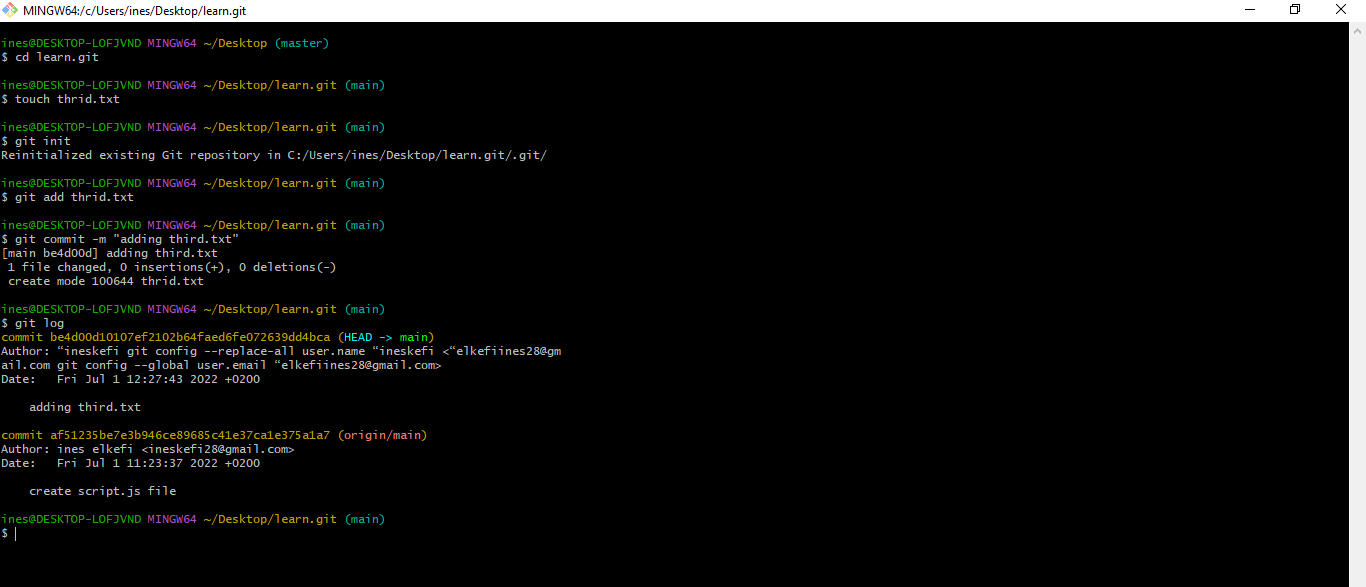 MINGW64:/c/Users/ines/Desktop/learn.git
ines@DESKTOP-LOFJVND MINGW64 ~/Desktop (master)
$ cd learn.git
ines@DESKTOP-LOFJVND MINGW64 ~/Desktop/learn.git (main)
$ touch thrid.txt
ines@DESKTOP-LOFJVND MINGW64 ~/Desktop/learn.git (main)
$ git init
Reinitialized existing Git repository in C:/Users/ines/Desktop/learn.git/.git/
ines@DESKTOP-LOFJVND MINGW64 ~/Desktop/learn.git (main)
$ git add thrid.txt
ines@DESKTOP-LOFJVND MINGW64 ~/Desktop/learn.git (main)
$ git commit -m "adding third.txt"
[main be4d00d] adding third.txt
 1 file changed, 0 insertions(+), 0 deletions(-)
 create mode 100644 thrid.txt
ines@DESKTOP-LOFJVND MINGW64 ~/Desktop/learn.git (main)
$ git log
commit be4d00d10107ef2102b64faed6fe072639dd4bca (HEAD -> main)
Author: “ineskefi git config --replace-all user.name “ineskefi <“elkefiines28@gm
ail.com git config --global user.email “elkefiines28@gmail.com>
Date:   Fri Jul 1 12:27:43 2022 +0200
    adding third.txt
commit af51235be7e3b946ce89685c41e37ca1e375a1a7 (origin/main)
Author: ines elkefi <ineskefi28@gmail.com>
Date:   Fri Jul 1 11:23:37 2022 +0200
    create script.js file
ines@DESKTOP-LOFJVND MINGW64 ~/Desktop/learn.git (main)
$